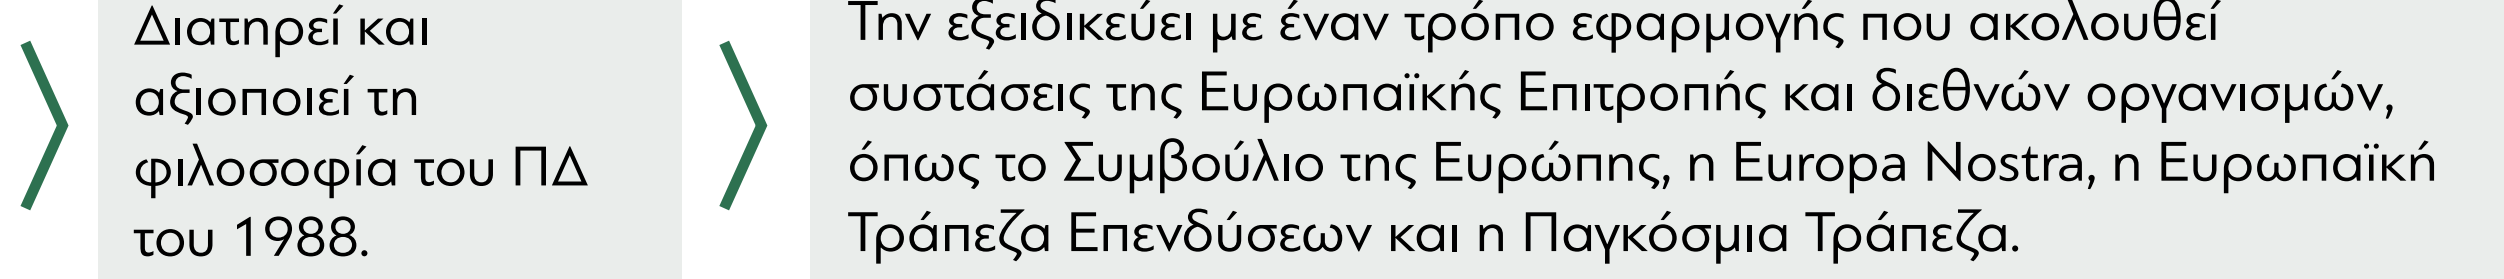 Διατηρεί και
αξιοποιεί τη
φιλοσοφία του ΠΔ
του 1988.
Την εξειδικεύει με έναν τρόπο εφαρμογής που ακολουθεί
συστάσεις της Ευρωπαϊκής Επιτροπής και διεθνών οργανισμών,
όπως το Συμβούλιο της Ευρώπης, η Europa Nostra, η Ευρωπαϊκή
Τράπεζα Επενδύσεων και η Παγκόσμια Τράπεζα.